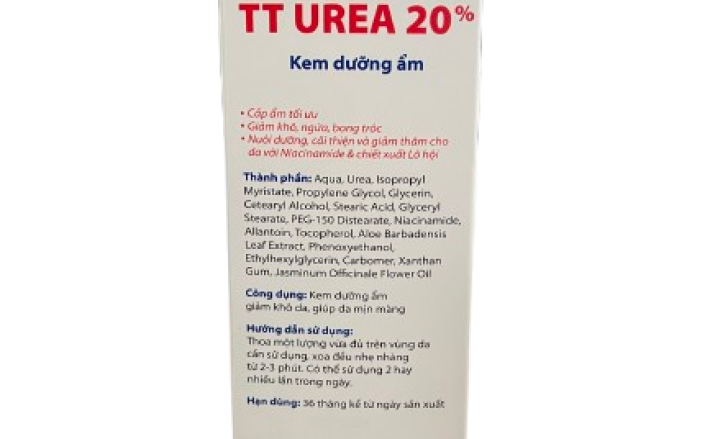 TT UREA 20%
Kem dưỡng ẩm
• Cấp ẩm tối ưu
• Giảm khô, ngứa, bong tróc
• Nuôi dưỡng, cải thiện và giảm thâm cho
da với Niacinamide & chiết xuất Lô hội
Thành phần: Aqua, Urea, Isopropyl
Myristate, Propylene Glycol, Glycerin,
Cetearyl Alcohol, Stearic Acid, Glyceryl
Stearate, PEG-150 Distearate, Niacinamide,
Allantoin, Tocopherol, Aloe Barbadensis
Leaf Extract, Phenoxyethanol,
Ethylhexylglycerin, Carbomer, Xanthan
Gum, Jasminum Officinale Flower Oil
Công dụng: Kem dưỡng ẩm
giảm khô da, giúp da mịn màng
Hướng dẫn sử dụng:
Thoa một lượng vừa đủ trên vùng da
cần sử dụng, xoa đều nhẹ nhàng
từ 2-3 phút. Có thể sử dụng 2 hay
nhiều lần trong ngày.
Hạn dùng: 36 tháng kể từ ngày sản xuất